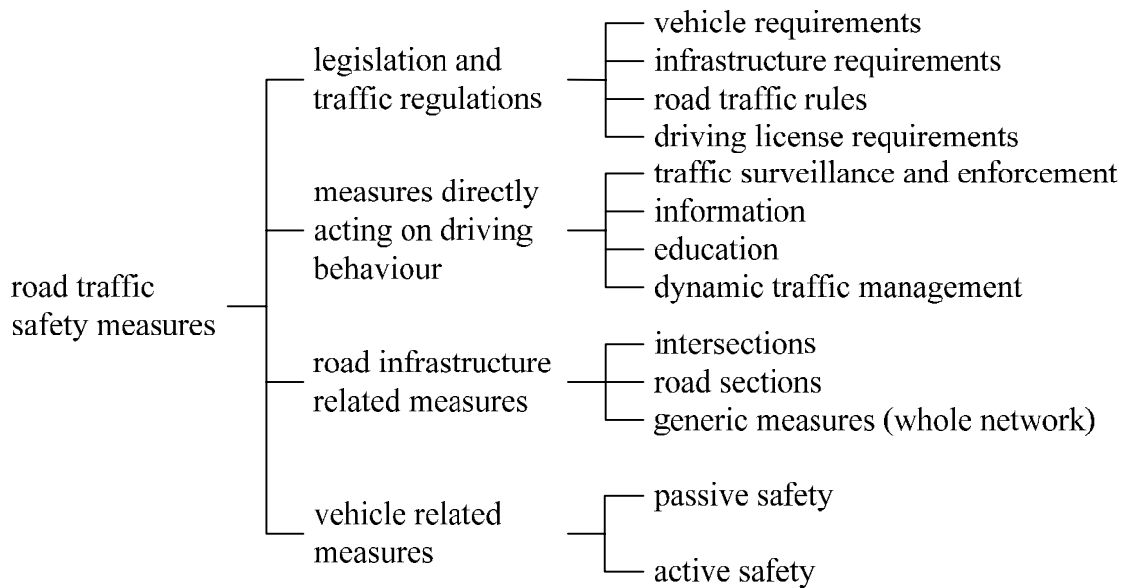 road traffic
safety measures
legislation and
traffic regulations
vehicle requirements
infrastructure requirements
road traffic rules
driving license requirements
measures directly
acting on driving
behaviour
traffic surveillance and enforcement
information
education
dynamic traffic management
road infrastructure
related measures
intersections
road sections
generic measures (whole network)
vehicle related
measures
passive safety
active safety